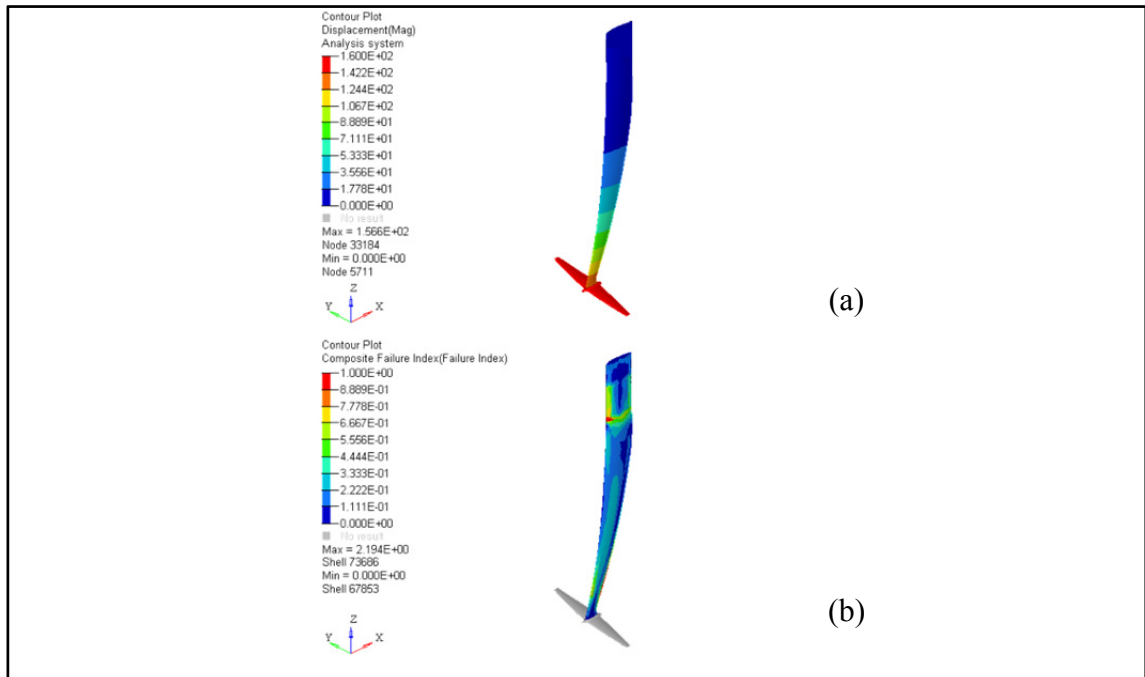 Contour Plot
Displacement(Mag)
Analysis system
1.600E+02
1.422E+02
1.244E+02
1.067E+02
8.889E+01
7.111E+01
5.333E+01
3.556E+01
1.778E+01
0.000E+00
No result
Max = 1.566E+02
Node 33184
Min = 0.000E+00
Node 5711
Z
Y X
(a)
Contour Plot
Composite Failure Index(Failure Index)
1.000E+00
8.889E-01
7.778E-01
6.667E-01
5.556E-01
4.444E-01
3.333E-01
2.222E-01
1.111E-01
0.000E+00
No result
Max = 2.194E+00
Shell 73686
Min = 0.000E+00
Shell 67853
Z
Y X
(b)